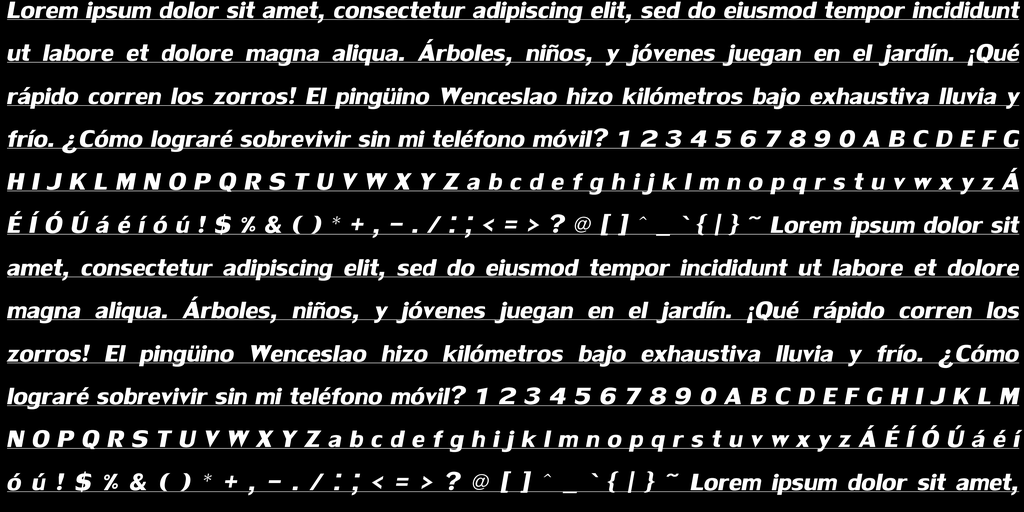 Lorem ipsum dolor sit amet, consectetur adipiscing elit, sed do eiusmod tempor incididunt
ut labore et dolore magna aliqua. Árboles, niños, y jóvenes juegan en el jardín. ¡Qué
rápido corren los zorros! El pingüino Wenceslao hizo kilómetros bajo exhaustiva lluvia y
frío. ¿Cómo lograré sobrevivir sin mi teléfono móvil? 1 2 3 4 5 6 7 8 9 0 A B C D E F G
H I J K L M N O P Q R S T U V W X Y Z a b c d e f g h i j k l m n o p q r s t u v w x y z Á
É Í Ó Ú á é í ó ú ! $ % & ( ) * + , - . / : ; < = > ? @ [ ] ^ _ ` { | } ~ Lorem ipsum dolor sit
amet, consectetur adipiscing elit, sed do eiusmod tempor incididunt ut labore et dolore
magna aliqua. Árboles, niños, y jóvenes juegan en el jardín. ¡Qué rápido corren los
zorros! El pingüino Wenceslao hizo kilómetros bajo exhaustiva lluvia y frío. ¿Cómo
lograré sobrevivir sin mi teléfono móvil? 1 2 3 4 5 6 7 8 9 0 A B C D E F G H I J K L M
N O P Q R S T U V W X Y Z a b c d e f g h i j k l m n o p q r s t u v w x y z Á É Í Ó Ú á é í
ó ú ! $ % & ( ) * + , - . / : ; < = > ? @ [ ] ^ _ ` { | } ~ Lorem ipsum dolor sit amet,